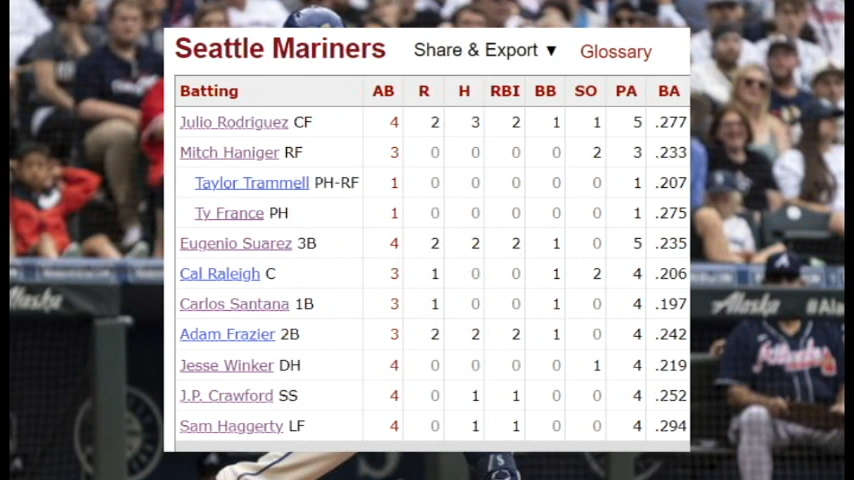 Seattle Mariners Share & Export ▼ Glossary
Batting AB R H RBI BB SO PA BA
Julio Rodriguez CF 4 2 3 2 1 1 5 .277
Mitch Haniger RF 3 0 0 0 0 2 3 .233
Taylor Trammell PH-RF 1 0 0 0 0 0 1 .207
Ty France PH 1 0 0 0 0 0 1 .275
Eugenio Suarez 3B 4 2 2 2 1 0 5 .235
Cal Raleigh C 3 1 0 0 1 2 4 .206
Carlos Santana 1B 3 1 0 0 1 0 4 .197
Adam Frazier 2B 3 2 2 2 1 0 4 .242
Jesse Winker DH 4 0 0 0 0 1 4 .219
J.P. Crawford SS 4 0 1 1 0 0 4 .252
Sam Haggerty LF 4 0 1 1 0 0 4 .294
Alaska
Alaska #Ala